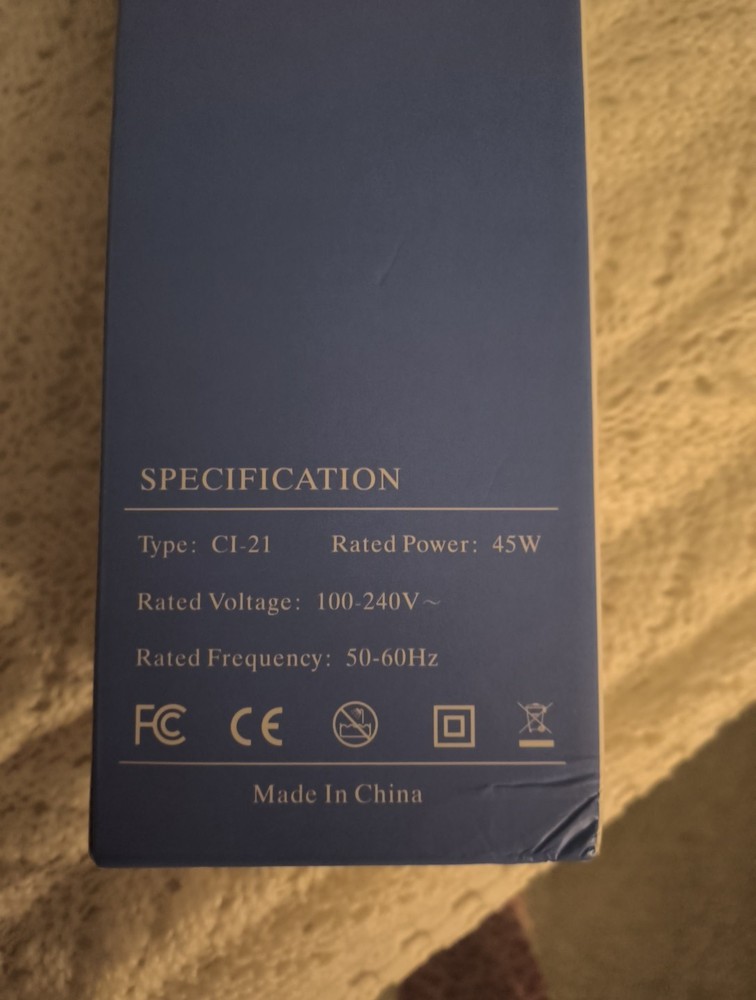 SPECIFICATION
Type: CI-21 Rated Power: 45W
Rated Voltage: 100-240V~
Rated Frequency: 50-60Hz
FC CE
Made In China